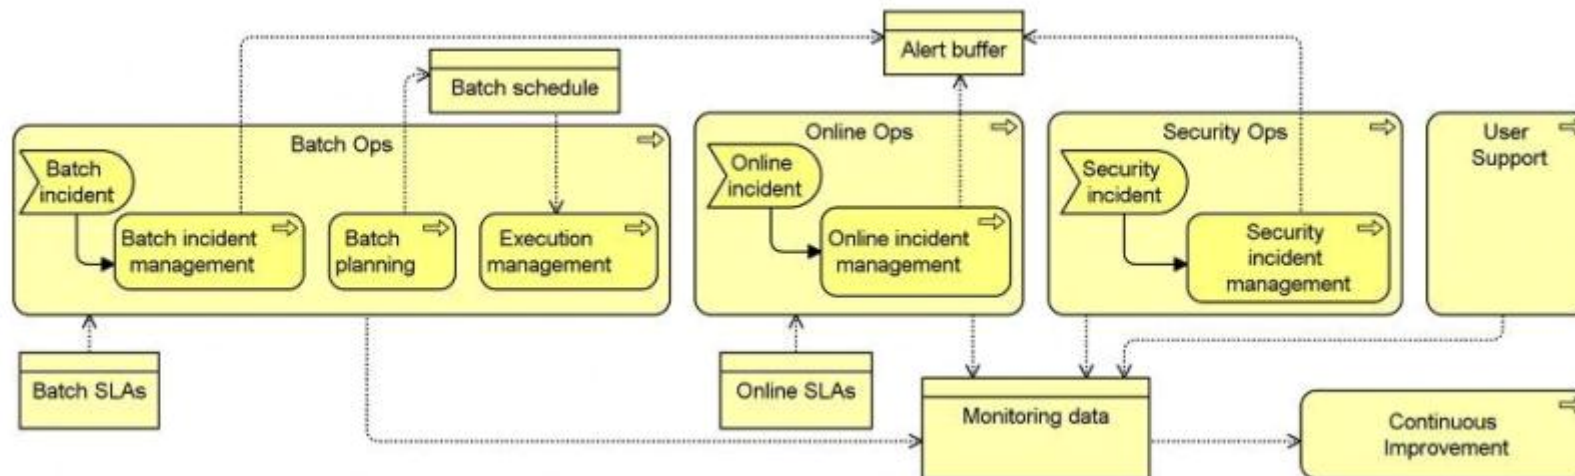 Alert buffer
Batch schedule
Batch Ops
Batch
incident
Batch incident
management
Batch
planning
Execution
management
Online Ops
Online
incident
Online incident
management
Security Ops
Security
incident
Security
incident
management
User
Support
Batch SLAs
Online SLAs
Monitoring data
Continuous
Improvement